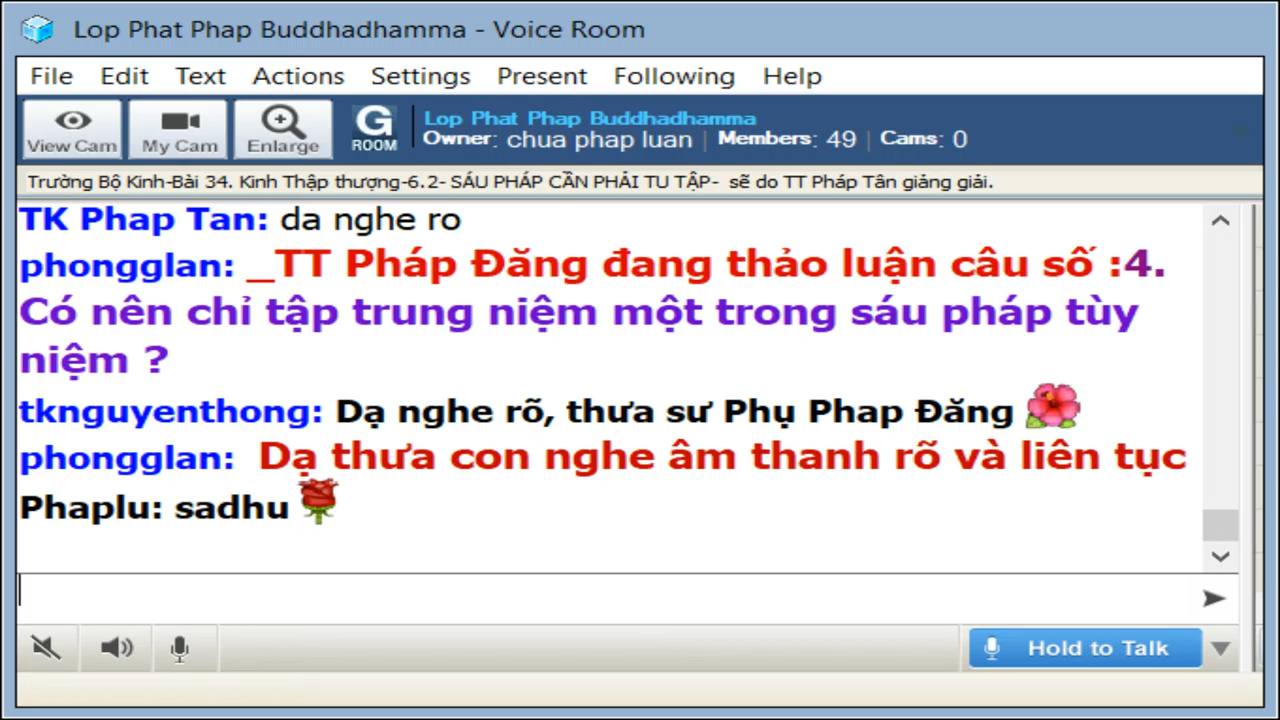 Lop Phat Phap Buddhadhamma - Voice Room
File Edit Text Actions Settings Present Following Help
View Cam My Cam Enlarge G ROOM
Lop Phat Phap Buddhadhamma
Owner: chua phap luan | Members: 49 | Cams: 0
Trường Bộ Kinh-Bài 34. Kinh Thập thượng-6.2- SÁU PHÁP CẦN PHẢI TU TẬP- sẽ do TT Pháp Tân giảng giải.
TK Phap Tan: da nghe ro
phongglan: _TT Pháp Đăng đang thảo luận câu số :4.
Có nên chỉ tập trung niệm một trong sáu pháp tùy
niệm ?
tknguyenthong: Dạ nghe rõ, thưa sư Phụ Phap Đăng
phongglan: Dạ thưa con nghe âm thanh rõ và liên tục
Phaplu: sadhu
Hold to Talk